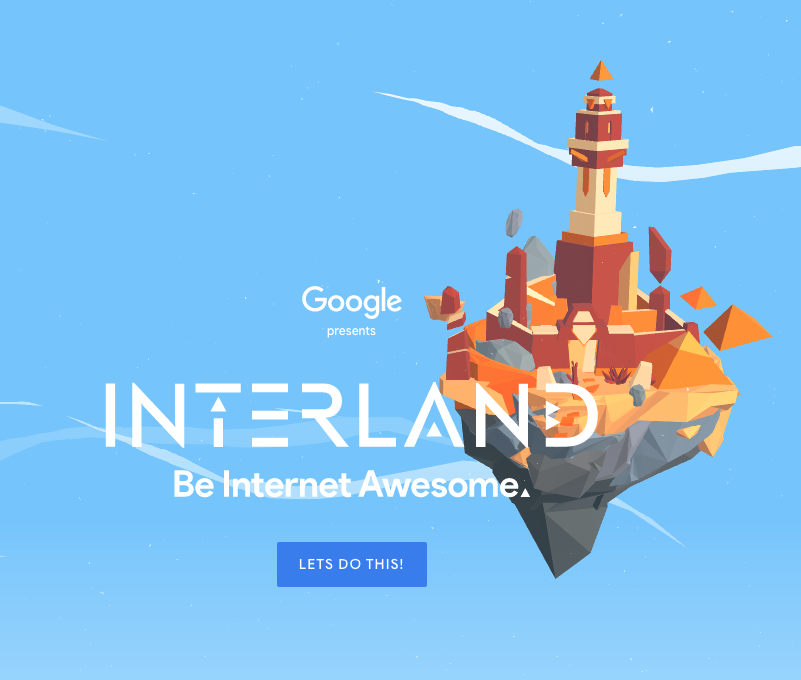 Google
presents
INTERLAND
Be Internet Awesome.
LETS DO THIS!